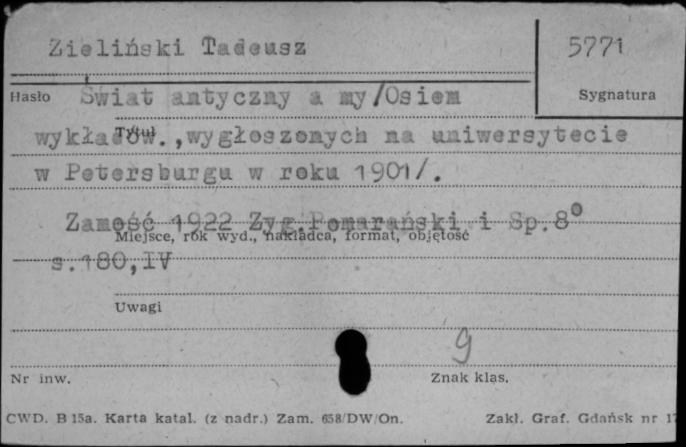 Zieliński Tadeusz
5771
Hasło
Świat antyczny a my/Osiem
Sygnatura
Tytuł
wykładów.,wygłoszonych na uniwersytecie
w Petersburgu w roku 1901/.
Zamość 1922 Zyg.Pomarański i Sp.8°
Miejsce, rok wyd., nakładca, format, objętość
s.180,IV
Uwagi
9
Nr inw.
Znak klas.
CWD. B 15a. Karta katal. (z nadr.) Zam. 658/DW/On.
Zakł. Graf. Gdańsk nr